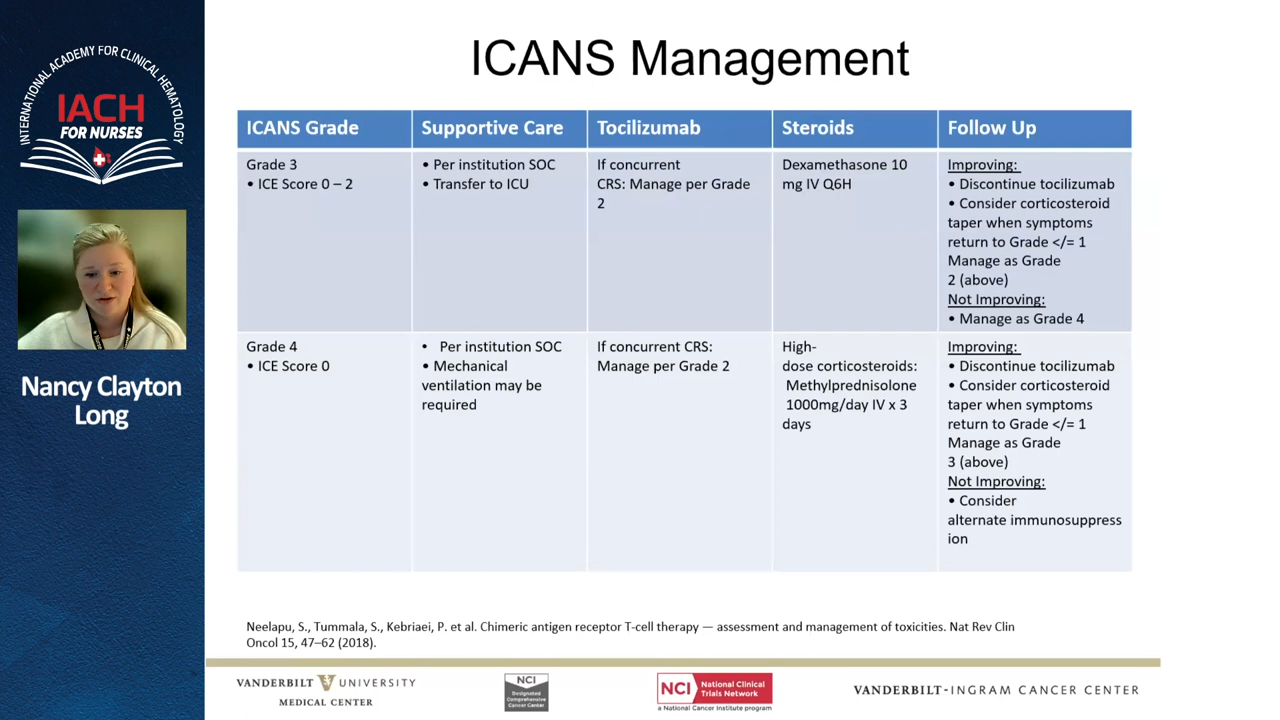 INTERNATIONAL ACADEMY FOR CLINICAL HEMATOLOGY
IACH
FOR NURSES
Nancy Clayton
Long
ICANS Management
ICANS Grade
Supportive Care
Tocilizumab
Steroids
Follow Up
Grade 3
• ICE Score 0 – 2
• Per institution SOC
• Transfer to ICU
If concurrent
CRS: Manage per Grade
2
Dexamethasone 10
mg IV Q6H
Improving:
• Discontinue tocilizumab
• Consider corticosteroid
taper when symptoms
return to Grade </= 1
Manage as Grade
2 (above)
Not Improving:
• Manage as Grade 4
Grade 4
• ICE Score 0
• Per institution SOC
• Mechanical
ventilation may be
required
If concurrent CRS:
Manage per Grade 2
High-
dose corticosteroids:
Methylprednisolone
1000mg/day IV x 3
days
Improving:
• Discontinue tocilizumab
• Consider corticosteroid
taper when symptoms
return to Grade </= 1
Manage as Grade
3 (above)
Not Improving:
• Consider
alternate immunosuppress
ion
Neelapu, S., Tummala, S., Kebriaei, P. et al. Chimeric antigen receptor T-cell therapy — assessment and management of toxicities. Nat Rev Clin
Oncol 15, 47–62 (2018).
VANDERBILT V UNIVERSITY
MEDICAL CENTER
NCI
Designated
Comprehensive
Cancer Center
NCI National Clinical
Trials Network
a National Cancer Institute program
VANDERBILT-INGRAM CANCER CENTER